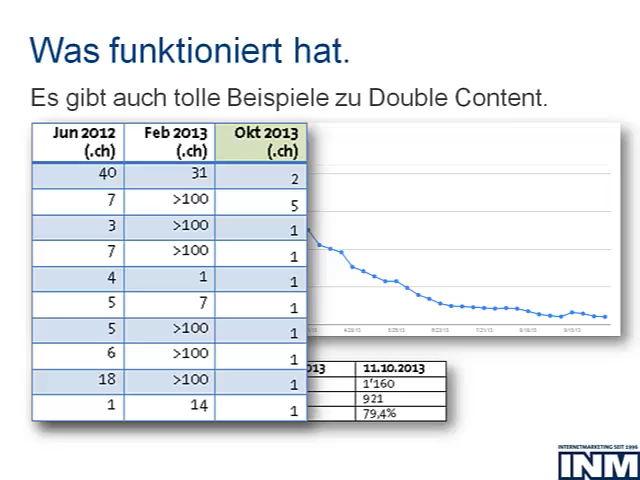 Was funktioniert hat.
Es gibt auch tolle Beispiele zu Double Content.
Jun 2012 (.ch) Feb 2013 (.ch) Okt 2013 (.ch)
40 31 2
7 >100 5
3 >100 1
7 >100 1
4 1 1
5 7 1
5 >100 1
6 >100 1
18 >100 1
1 14 1
013 11.10.2013
1'160
921
79,4%
INTERNETMARKETING SEIT 1996
INM